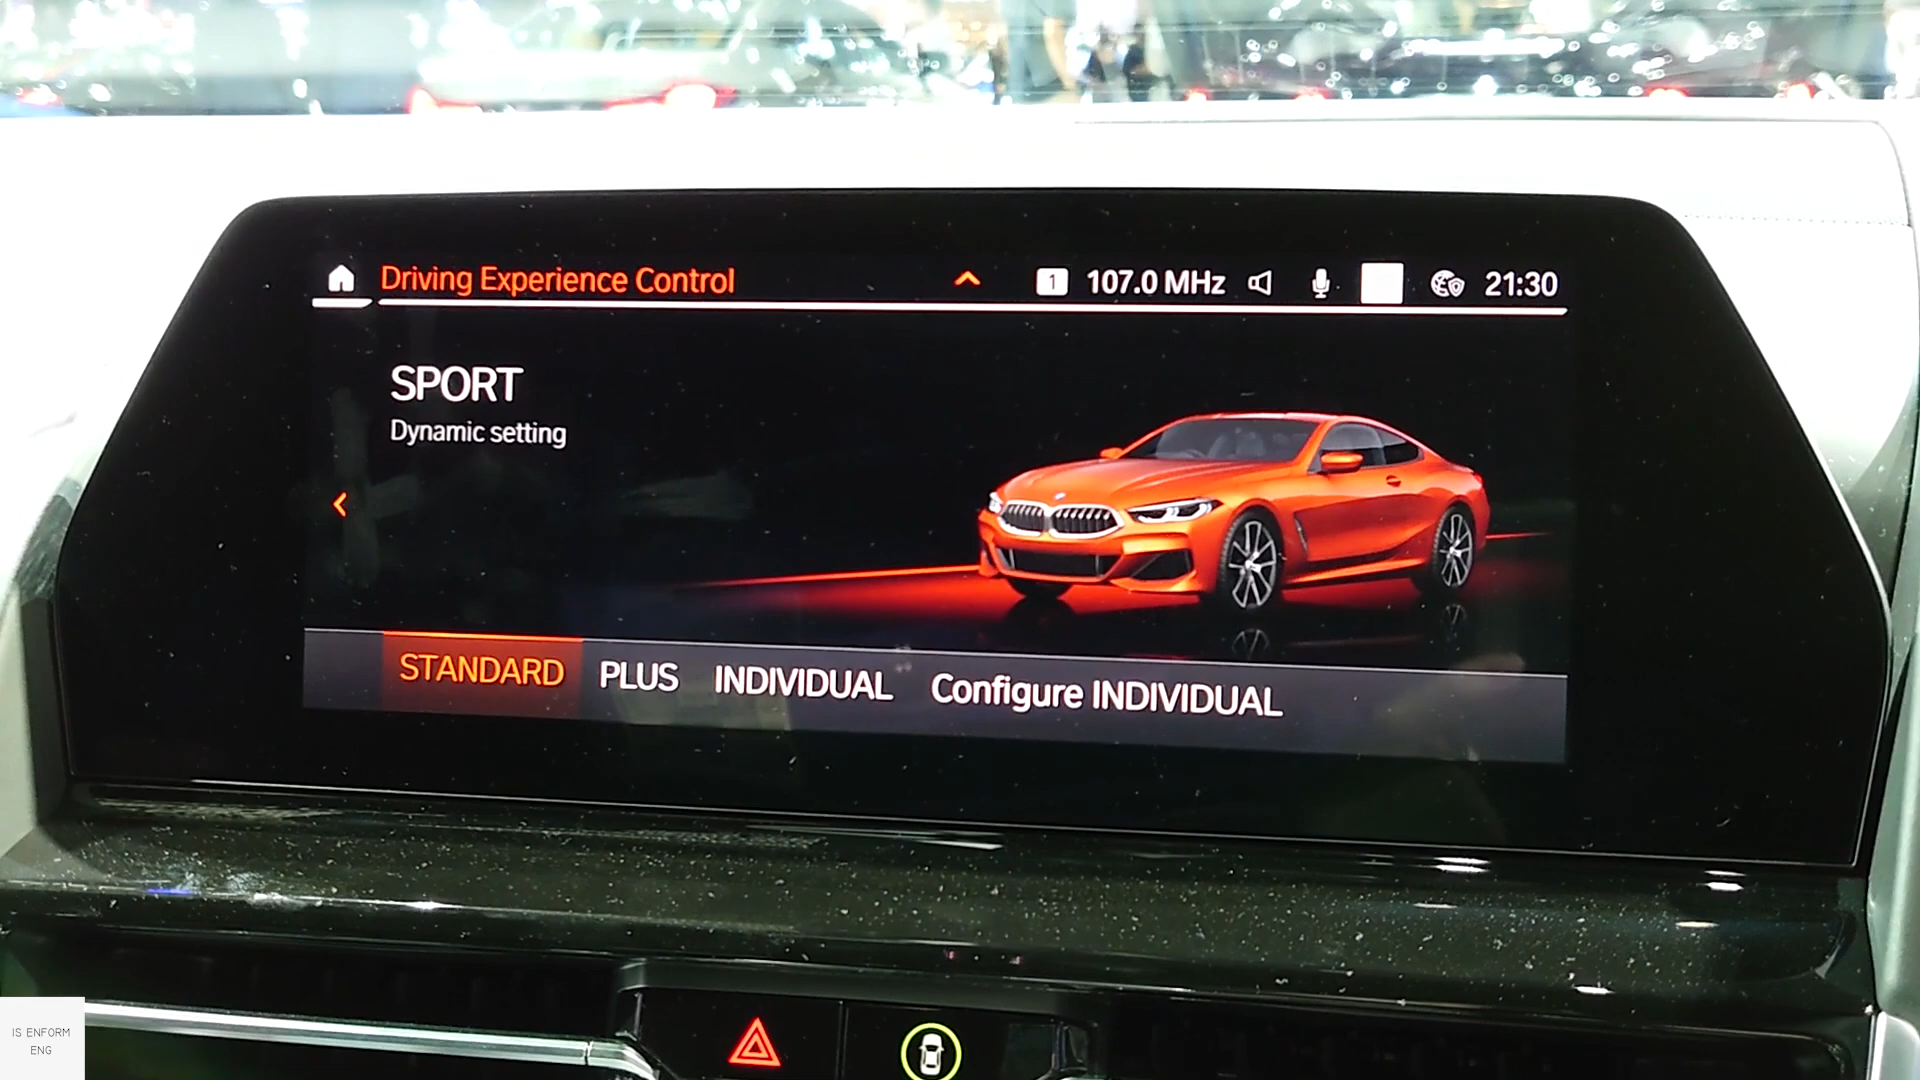 Driving Experience Control
1 107.0 MHz 21:30
SPORT
Dynamic setting
STANDARD PLUS INDIVIDUAL Configure INDIVIDUAL
IS ENFORM
ENG